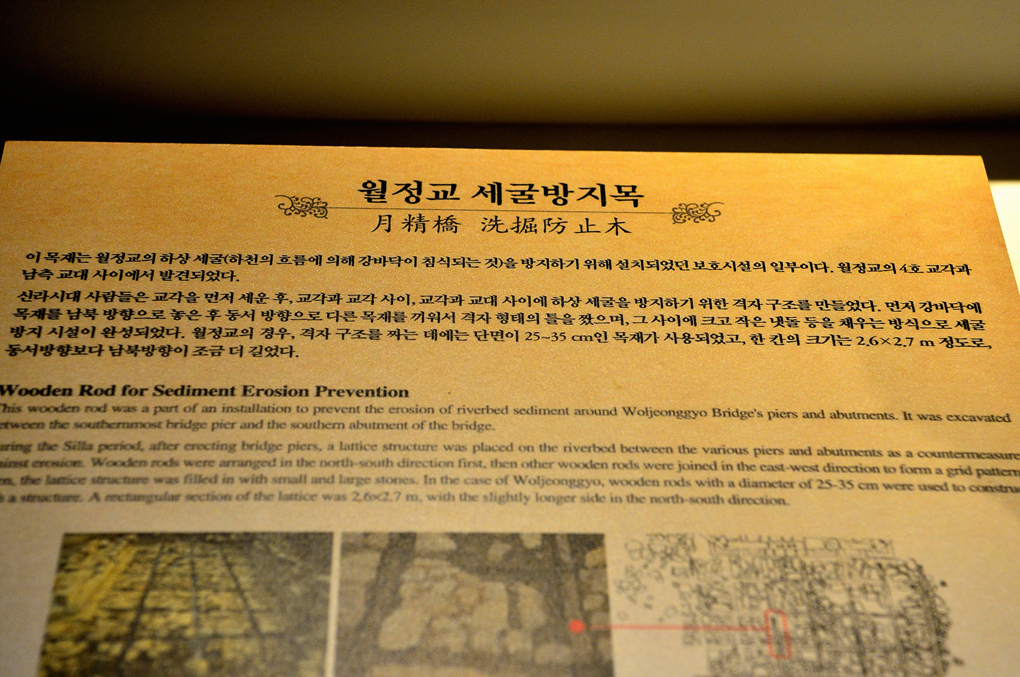 월정교 세굴방지목
月精橋 洗掘防止木
이 목재는 월정교의 하상 세굴(하천의 흐름에 의해 강바닥이 침식되는 것)을 방지하기 위해 설치되었던 보호시설의 일부이다. 월정교의 4호 교각과
남측 교대 사이에서 발견되었다.
신라시대 사람들은 교각을 먼저 세운 후, 교각과 교각 사이, 교각과 교대 사이에 하상 세굴을 방지하기 위한 격자 구조를 만들었다. 먼저 강바닥에
목재를 남북 방향으로 놓은 후 동서 방향으로 다른 목재를 끼워서 격자 형태의 틀을 짰으며, 그 사이에 크고 작은 냇돌 등을 채우는 방식으로 세굴
방지 시설이 완성되었다. 월정교의 경우, 격자 구조를 짜는 데에는 단면이 25~35 cm인 목재가 사용되었고, 한 칸의 크기는 2.6×2.7 m 정도로,
동서방향보다 남북방향이 조금 더 길었다.
Wooden Rod for Sediment Erosion Prevention
This wooden rod was a part of an installation to prevent the erosion of riverbed sediment around Woljeonggyo Bridge's piers and abutments. It was excavated
etween the southernmost bridge pier and the southern abutment of the bridge.
uring the Silla period, after erecting bridge piers, a lattice structure was placed on the riverbed between the various piers and abutments as a countermeasure
ainst erosion. Wooden rods were arranged in the north-south direction first, then other wooden rods were joined in the east-west direction to form a grid pattern
en, the lattice structure was filled in with small and large stones. In the case of Woljeonggyo, wooden rods with a diameter of 25-35 cm were used to construc
h a structure. A rectangular section of the lattice was 2.6×2.7 m, with the slightly longer side in the north-south direction.